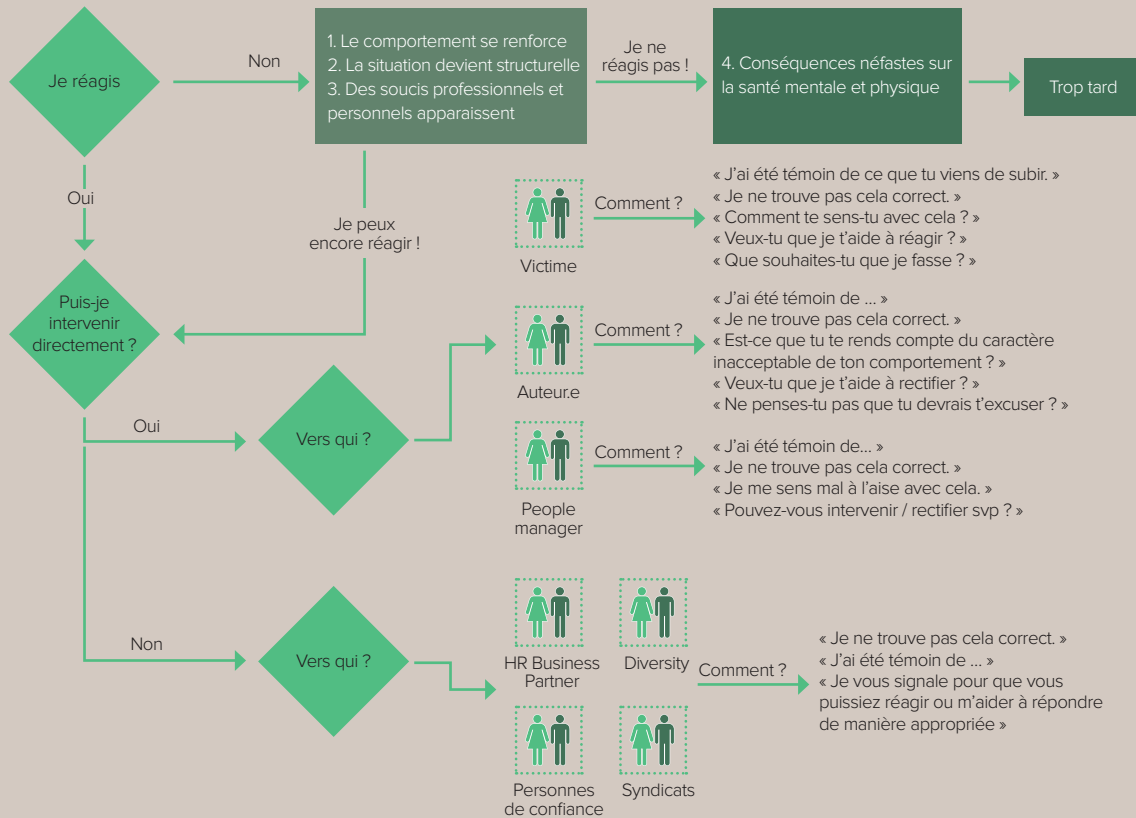 Je réagis
Non
1. Le comportement se renforce
2. La situation devient structurelle
3. Des soucis professionnels et
personnels apparaissent
Je ne
réagis pas !
4. Conséquences néfastes sur
la santé mentale et physique
Trop tard
Oui
Je peux
encore réagir !
Victime
Comment ?
« J’ai été témoin de ce que tu viens de subir. »
« Je ne trouve pas cela correct. »
« Comment te sens-tu avec cela ? »
« Veux-tu que je t’aide à réagir ? »
« Que souhaites-tu que je fasse ? »
Puis-je
intervenir
directement ?
Oui
Vers qui ?
Auteur.e
Comment ?
« J’ai été témoin de ... »
« Je ne trouve pas cela correct. »
« Est-ce que tu te rends compte du caractère
inacceptable de ton comportement ? »
« Veux-tu que je t’aide à rectifier ? »
« Ne penses-tu pas que tu devrais t’excuser ? »
People
manager
Comment ?
« J’ai été témoin de... »
« Je ne trouve pas cela correct. »
« Je me sens mal à l’aise avec cela. »
« Pouvez-vous intervenir / rectifier svp ? »
Non
Vers qui ?
HR Business
Partner
Diversity
Personnes
de confiance
Syndicats
Comment ?
« Je ne trouve pas cela correct. »
« J’ai été témoin de ... »
« Je vous signale pour que vous
puissiez réagir ou m’aider à répondre
de manière appropriée »